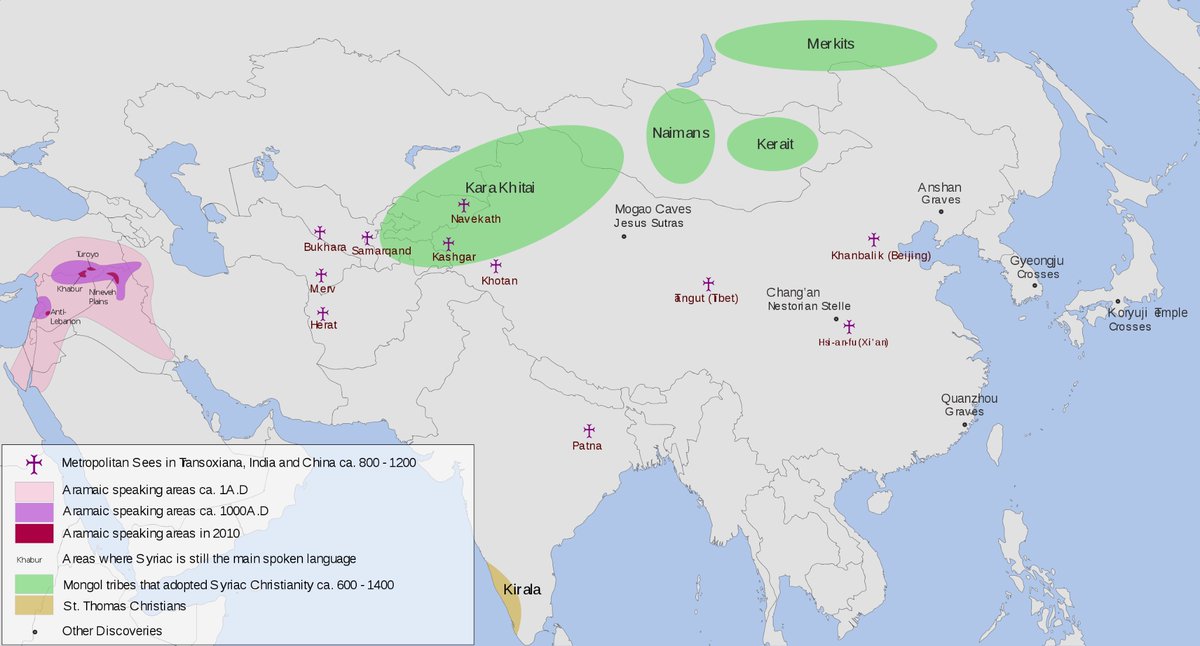 Merkits
Naimans
Kerait
Kara Khitai
Navekath
Mogao Caves
Jesus Sutras
Anshan
Graves
Bukhara
Samarqand
Kashgar
Khanbalik (Beijing)
Turoyo
Khabur
Nineveh
Plains
Anti-
Lebanon
Merv
Khotan
Gyeongju
Crosses
Tangut (Tibet)
Chang'an
Nestorian Stelle
Koryuji Temple
Crosses
Herat
Hsi-an-fu (Xi'an)
Quanzhou
Graves
Patna
Kirala
Metropolitan Sees in Transoxiana, India and China ca. 800 - 1200
Aramaic speaking areas ca. 1A.D
Aramaic speaking areas ca. 1000A.D
Aramaic speaking areas in 2010
Khabur Areas where Syriac is still the main spoken language
Mongol tribes that adopted Syriac Christianity ca. 600 - 1400
St. Thomas Christians
Other Discoveries